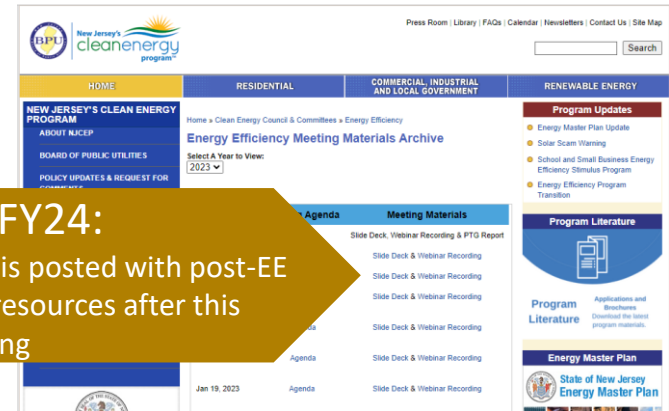 Press Room | Library | FAQs | Calendar | Newsletters | Contact Us | Site Map
BPU
New Jersey's
cleanenergy
program™
Search
HOME
RESIDENTIAL
COMMERCIAL, INDUSTRIAL
AND LOCAL GOVERNMENT
RENEWABLE ENERGY
NEW JERSEY'S CLEAN ENERGY
PROGRAM
ABOUT NJCEP
BOARD OF PUBLIC UTILITIES
POLICY UPDATES & REQUEST FOR
Home » Clean Energy Council & Committees » Energy Efficiency
Energy Efficiency Meeting Materials Archive
Select A Year to View:
2023
Agenda
Meeting Materials
Slide Deck, Webinar Recording & PTG Report
Slide Deck & Webinar Recording
Slide Deck & Webinar Recording
Slide Deck & Webinar Recording
Slide Deck & Webinar Recording
Agenda
Slide Deck & Webinar Recording
Jan 19, 2023
Agenda
Slide Deck & Webinar Recording
FY24:
is posted with post-EE
resources after this
ng
Program Updates
Energy Master Plan Update
Solar Scam Warning
School and Small Business Energy
Efficiency Stimulus Program
Energy Efficiency Program
Transition
Program Literature
Program
Literature
Applications and
Brochures
Download the latest
program materials.
Energy Master Plan
State of New Jersey
Energy Master Plan